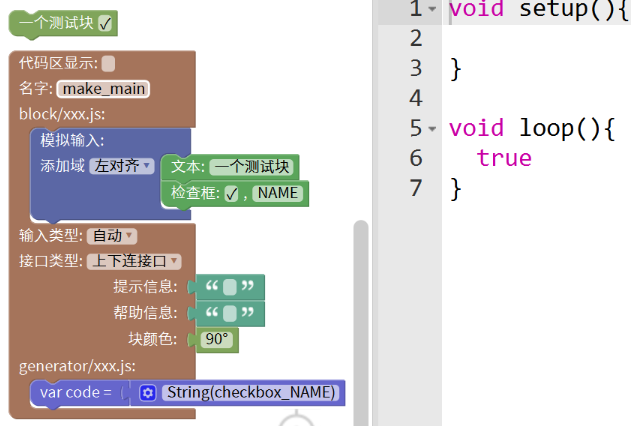 一个测试块
代码区显示:
名字: make_main
block/xxx.js:
模拟输入:
添加域 左对齐
文本: 一个测试块
检查框: , NAME
输入类型: 自动
接口类型: 上下连接口
提示信息: “ ”
帮助信息: “ ”
块颜色: 90°
generator/xxx.js:
var code = String(checkbox_NAME)
1 void setup(){
2
3 }
4
5 void loop(){
6 true
7 }